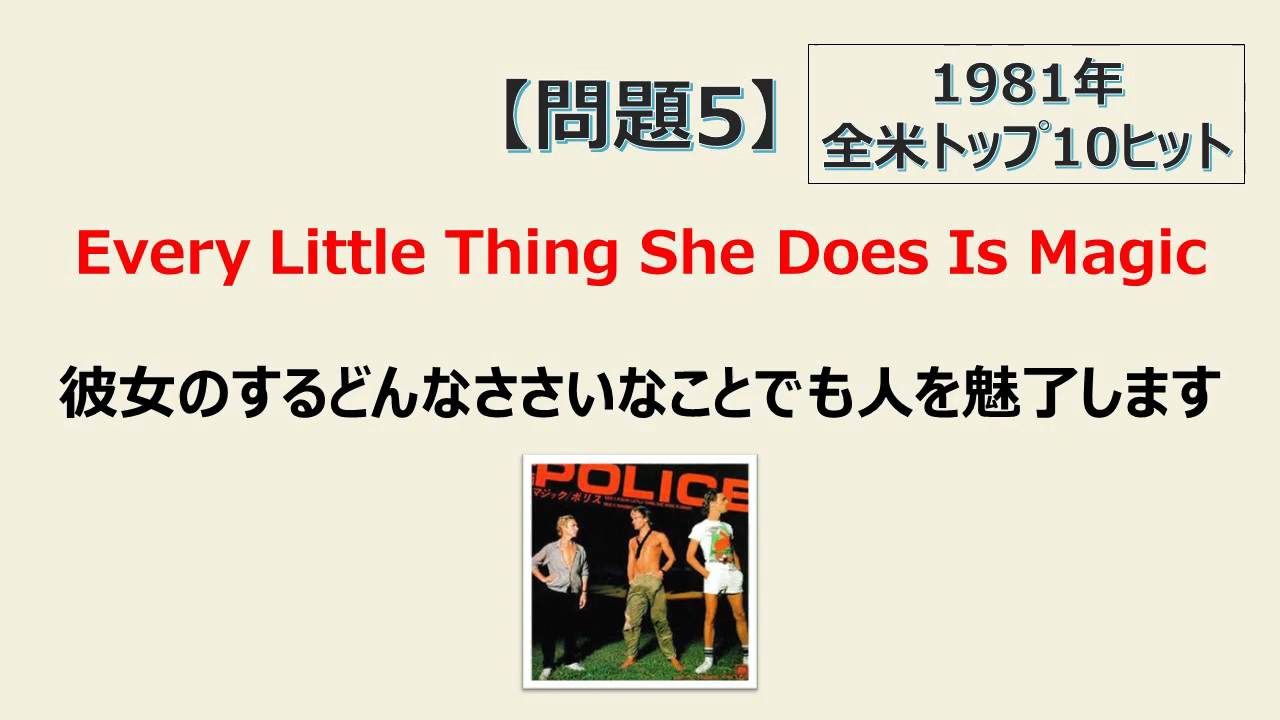 【問題5】
1981年
全米トップ10ヒット
Every Little Thing She Does Is Magic
彼女のするどんなささいなことでも人を魅了します
POLICE
マジック/ポリス